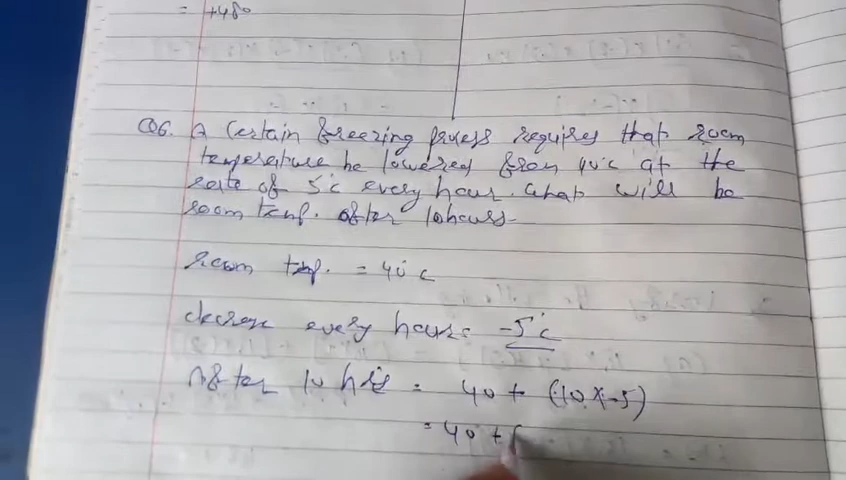 = +480
Q6. A Certain freezing process requires that room
temperature be lowered from 40°c at the
rate of 5°c every hour. what will be
room temp. after 10 hours.
room temp. = 40°c
decrease every hour = -5°c
After 10 hrs = 40 + (10x-5)
= 40 + (